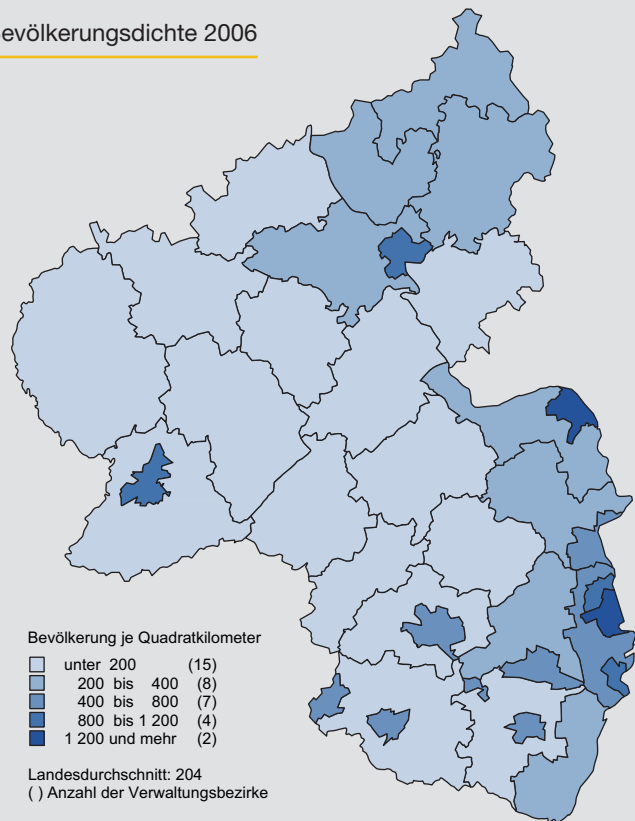 evölkerungsdichte 2006
Bevölkerung je Quadratkilometer
unter 200 (15)
200 bis 400 (8)
400 bis 800 (7)
800 bis 1 200 (4)
1 200 und mehr (2)
Landesdurchschnitt: 204
( ) Anzahl der Verwaltungsbezirke